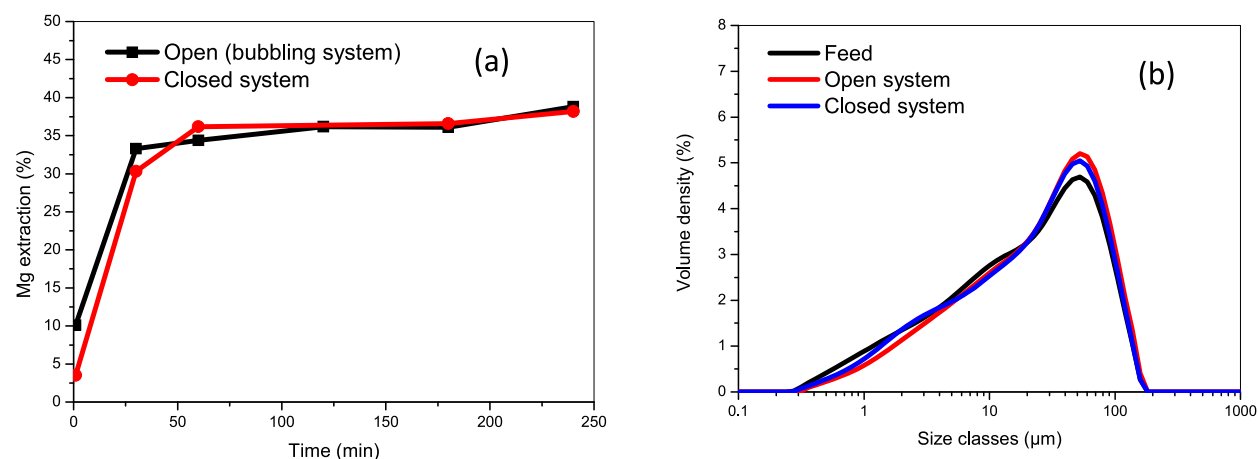 50
45
40
35
30
25
20
15
10
5
0
Mg extraction (%)
Open (bubbling system)
Closed system
(a)
0
50
100
150
200
250
Time (min)
8
7
6
5
4
3
2
1
0
Volume density (%)
Feed
Open system
Closed system
(b)
0.1
1
10
100
1000
Size classes (µm)